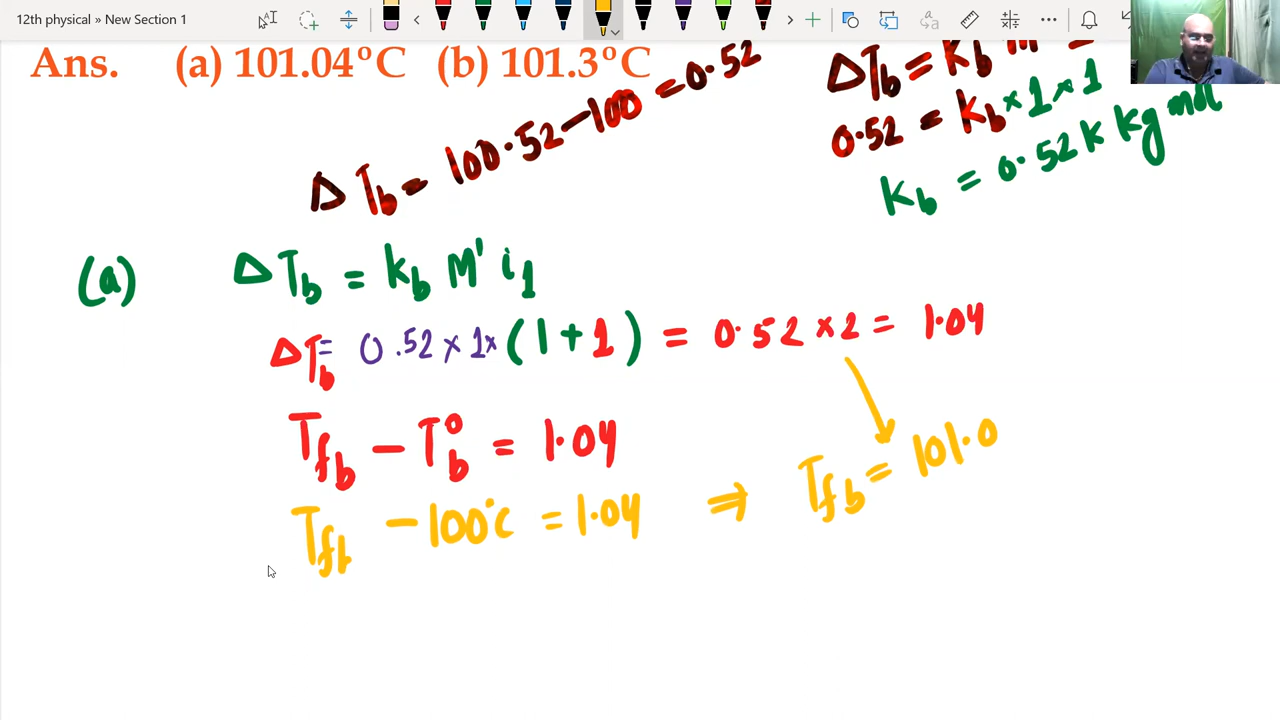 12th physical » New Section 1
Ans. (a) 101.04°C (b) 101.3°C
ΔTb = 100.52 – 100 = 0.52
ΔTb = Kb M
0.52 = Kb × 1 × 1
Kb = 0.52 K kg mol
(a) ΔTb = Kb M' i1
ΔTb = 0.52 × 1 × (1 + 1) = 0.52 × 2 = 1.04
Tfb – T°b = 1.04
Tfb – 100°C = 1.04 ⇒ Tfb = 101.0